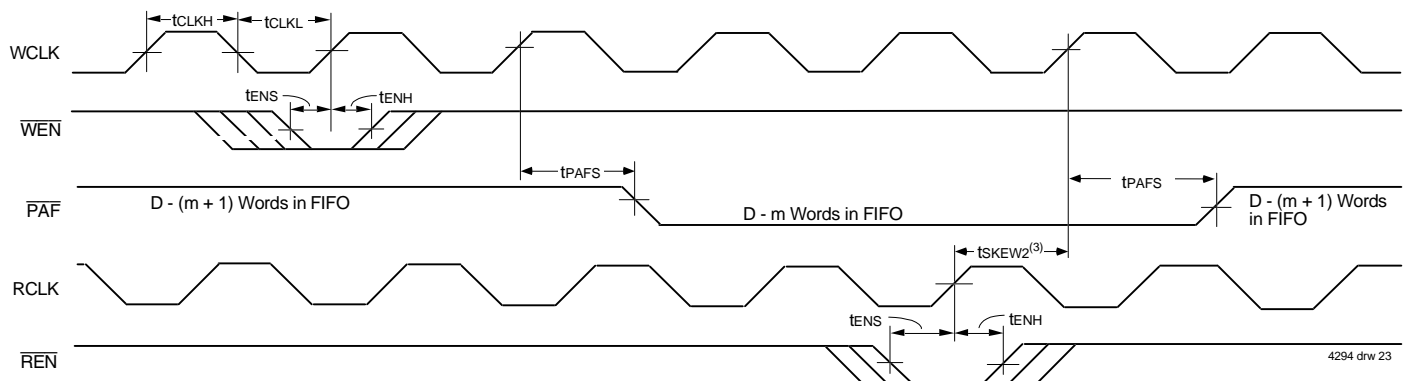 tCLKH
tCLKL
WCLK
tENS
tENH
WEN
tPAFS
tPAFS
PAF
D - (m + 1) Words in FIFO
D - m Words in FIFO
D - (m + 1) Words
in FIFO
tSKEW2(3)
RCLK
tENS
tENH
REN
4294 drw 23